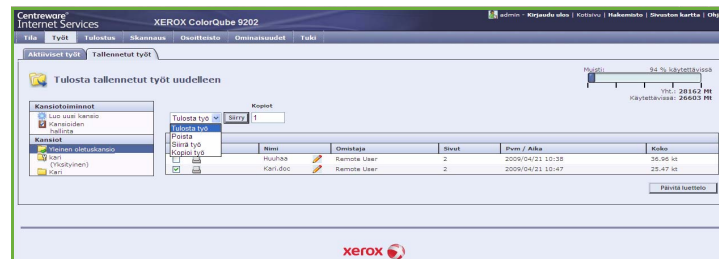 Centreware®
Internet Services
XEROX ColorQube 9202
admin - Kirjaudu ulos | Kotisivu | Hakemisto | Sivuston kartta | Ohj
Tila Työt Tulostus Skannaus Osoitteisto Ominaisuudet Tuki
Aktiiviset työt Tallennetut työt
Tulosta tallennetut työt uudelleen
Muisti: 94 % käytettävissä
Yht.: 28162 Mt
Käytettävissä: 26603 Mt
Kansiotoiminnot
Luo uusi kansio
Kansioiden
hallinta
Kansiot
Yleinen oletuskansio
kari
(Yksityinen)
Kari
Kopiot
Tulosta työ Siirry 1
Tulosta työ
Poista
Siirrä työ
Kopioi työ
Nimi Omistaja Sivut Pvm / Aika Koko
Huuhaa Remote User 2 2009/04/21 10:38 36.96 kt
Kari.doc Remote User 2 2009/04/21 10:47 25.47 kt
Päivitä luettelo
xerox